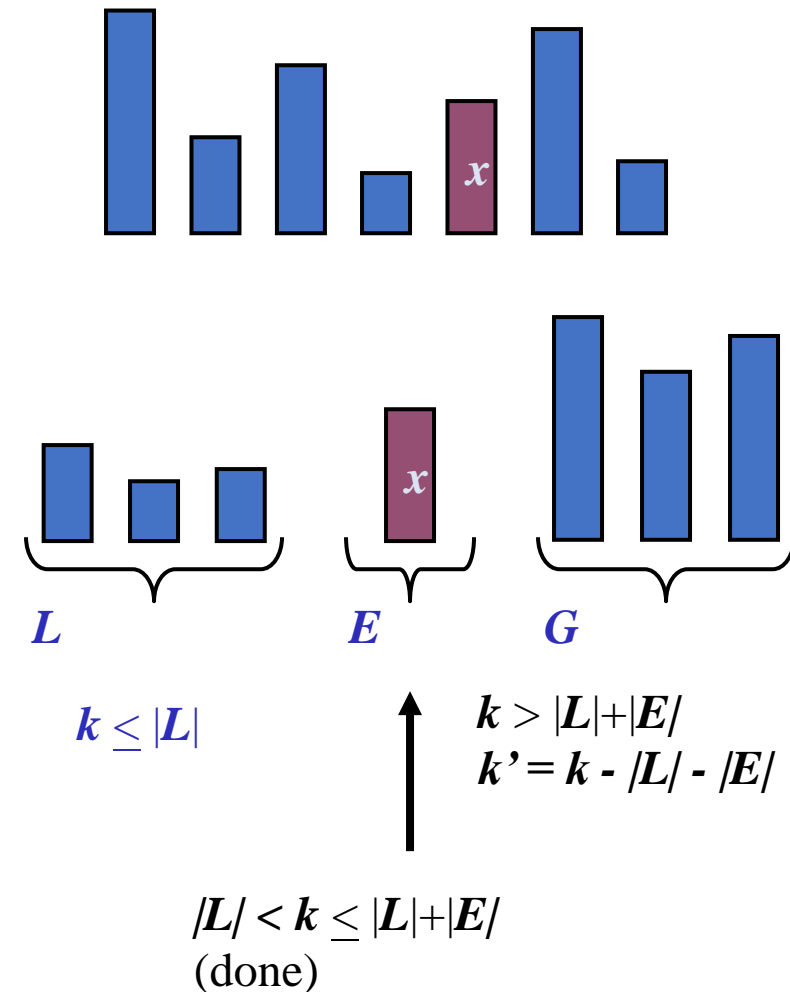 x
x
L E G
k ≤ |L|
k > |L|+|E|
k’ = k - |L| - |E|
|L| < k ≤ |L|+|E|
(done)